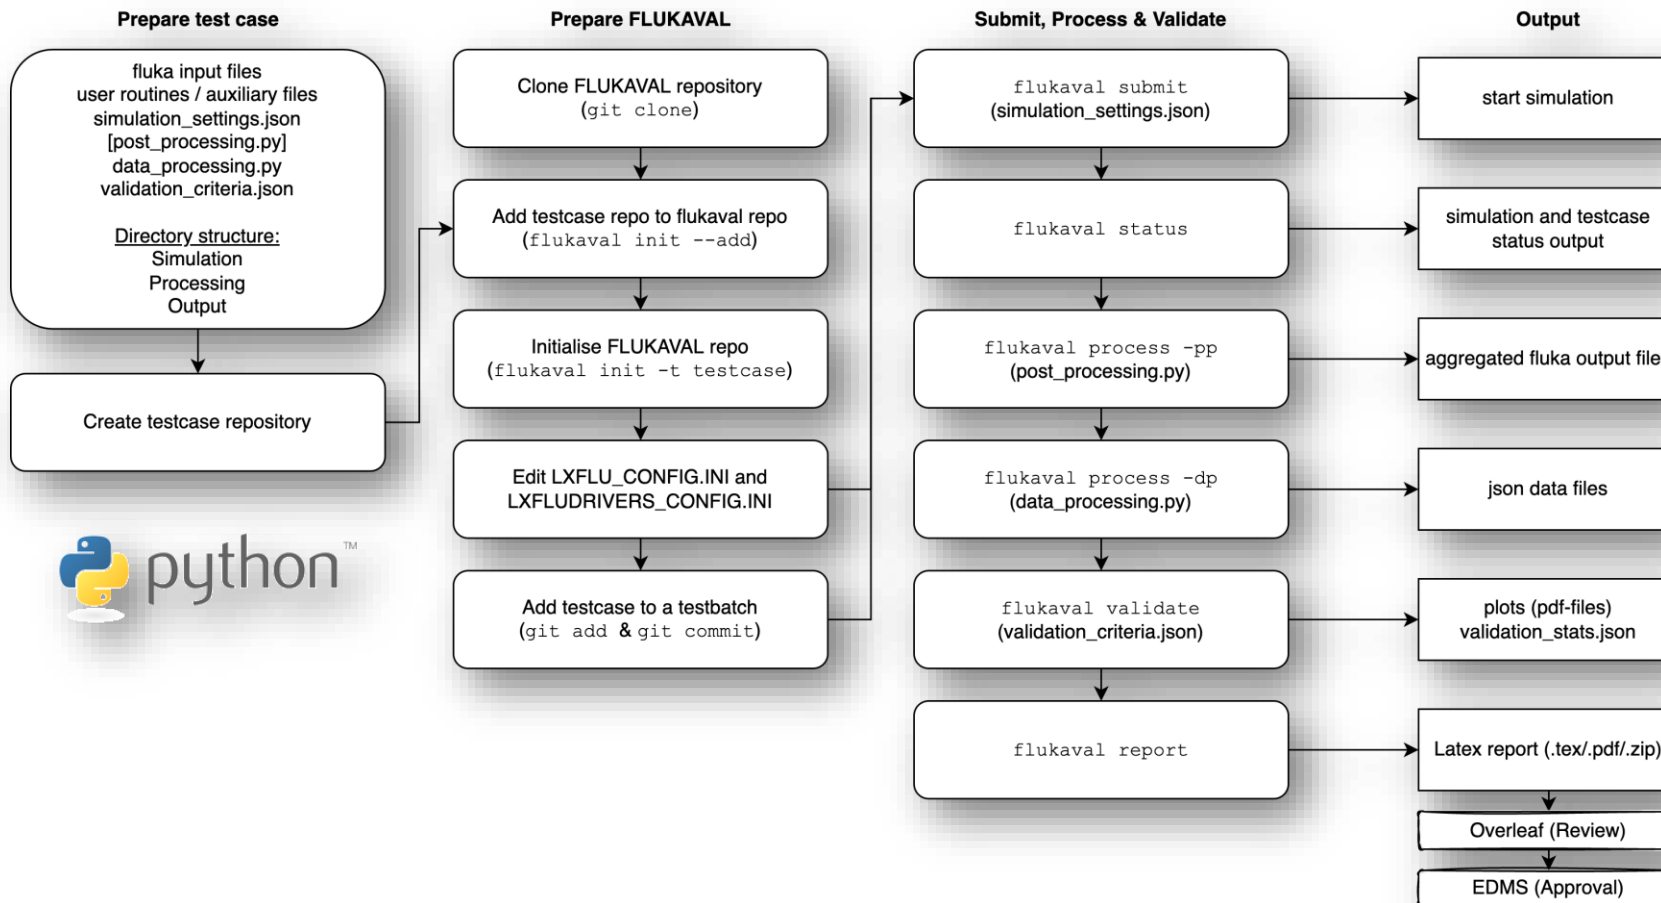 Prepare test case
fluka input files
user routines / auxiliary files
simulation_settings.json
[post_processing.py]
data_processing.py
validation_criteria.json
Directory structure:
Simulation
Processing
Output
Create testcase repository
python™
Prepare FLUKAVAL
Clone FLUKAVAL repository
(git clone)
Add testcase repo to flukaval repo
(flukaval init --add)
Initialise FLUKAVAL repo
(flukaval init -t testcase)
Edit LXFLU_CONFIG.INI and
LXFLUDRIVERS_CONFIG.INI
Add testcase to a testbatch
(git add & git commit)
Submit, Process & Validate
flukaval submit
(simulation_settings.json)
flukaval status
flukaval process -pp
(post_processing.py)
flukaval process -dp
(data_processing.py)
flukaval validate
(validation_criteria.json)
flukaval report
Output
start simulation
simulation and testcase
status output
aggregated fluka output file
json data files
plots (pdf-files)
validation_stats.json
Latex report (.tex/.pdf/.zip)
Overleaf (Review)
EDMS (Approval)